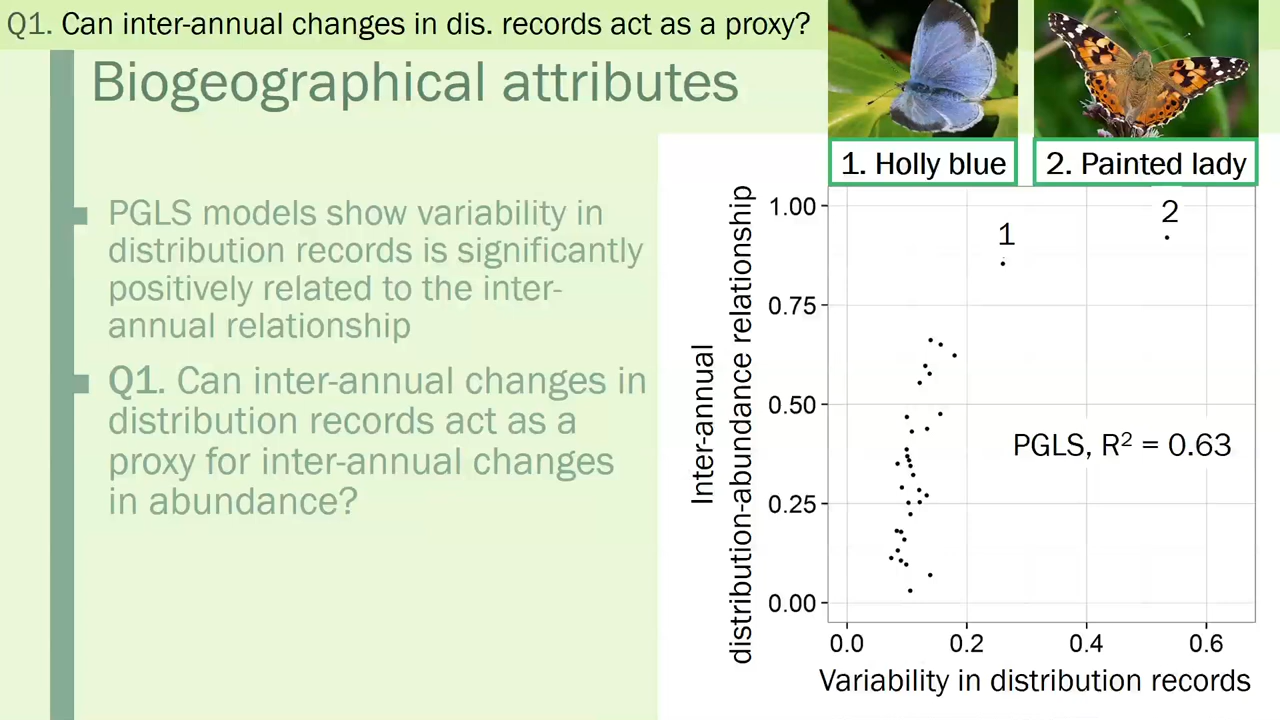 Q1. Can inter-annual changes in dis. records act as a proxy?
Biogeographical attributes
PGLS models show variability in
distribution records is significantly
positively related to the inter-
annual relationship
Q1. Can inter-annual changes in
distribution records act as a
proxy for inter-annual changes
in abundance?
1. Holly blue
2. Painted lady
Inter-annual
distribution-abundance relationship
1.00
0.75
0.50
0.25
0.00
1
2
PGLS, R² = 0.63
0.0
0.2
0.4
0.6
Variability in distribution records